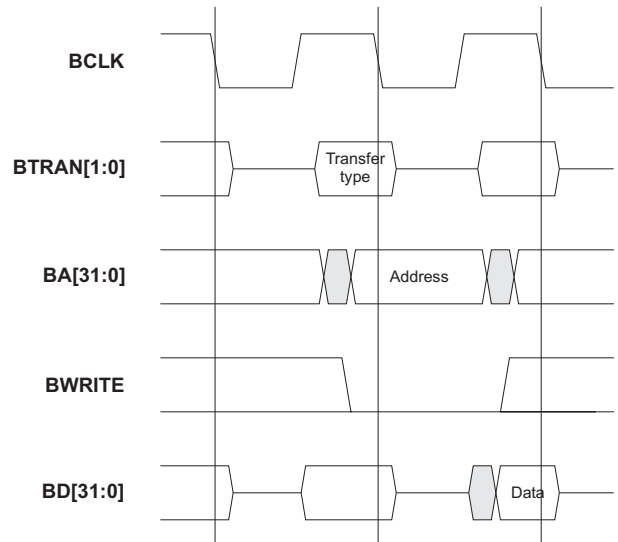 BCLK
BTRAN[1:0]
Transfer
type
BA[31:0]
Address
BWRITE
BD[31:0]
Data